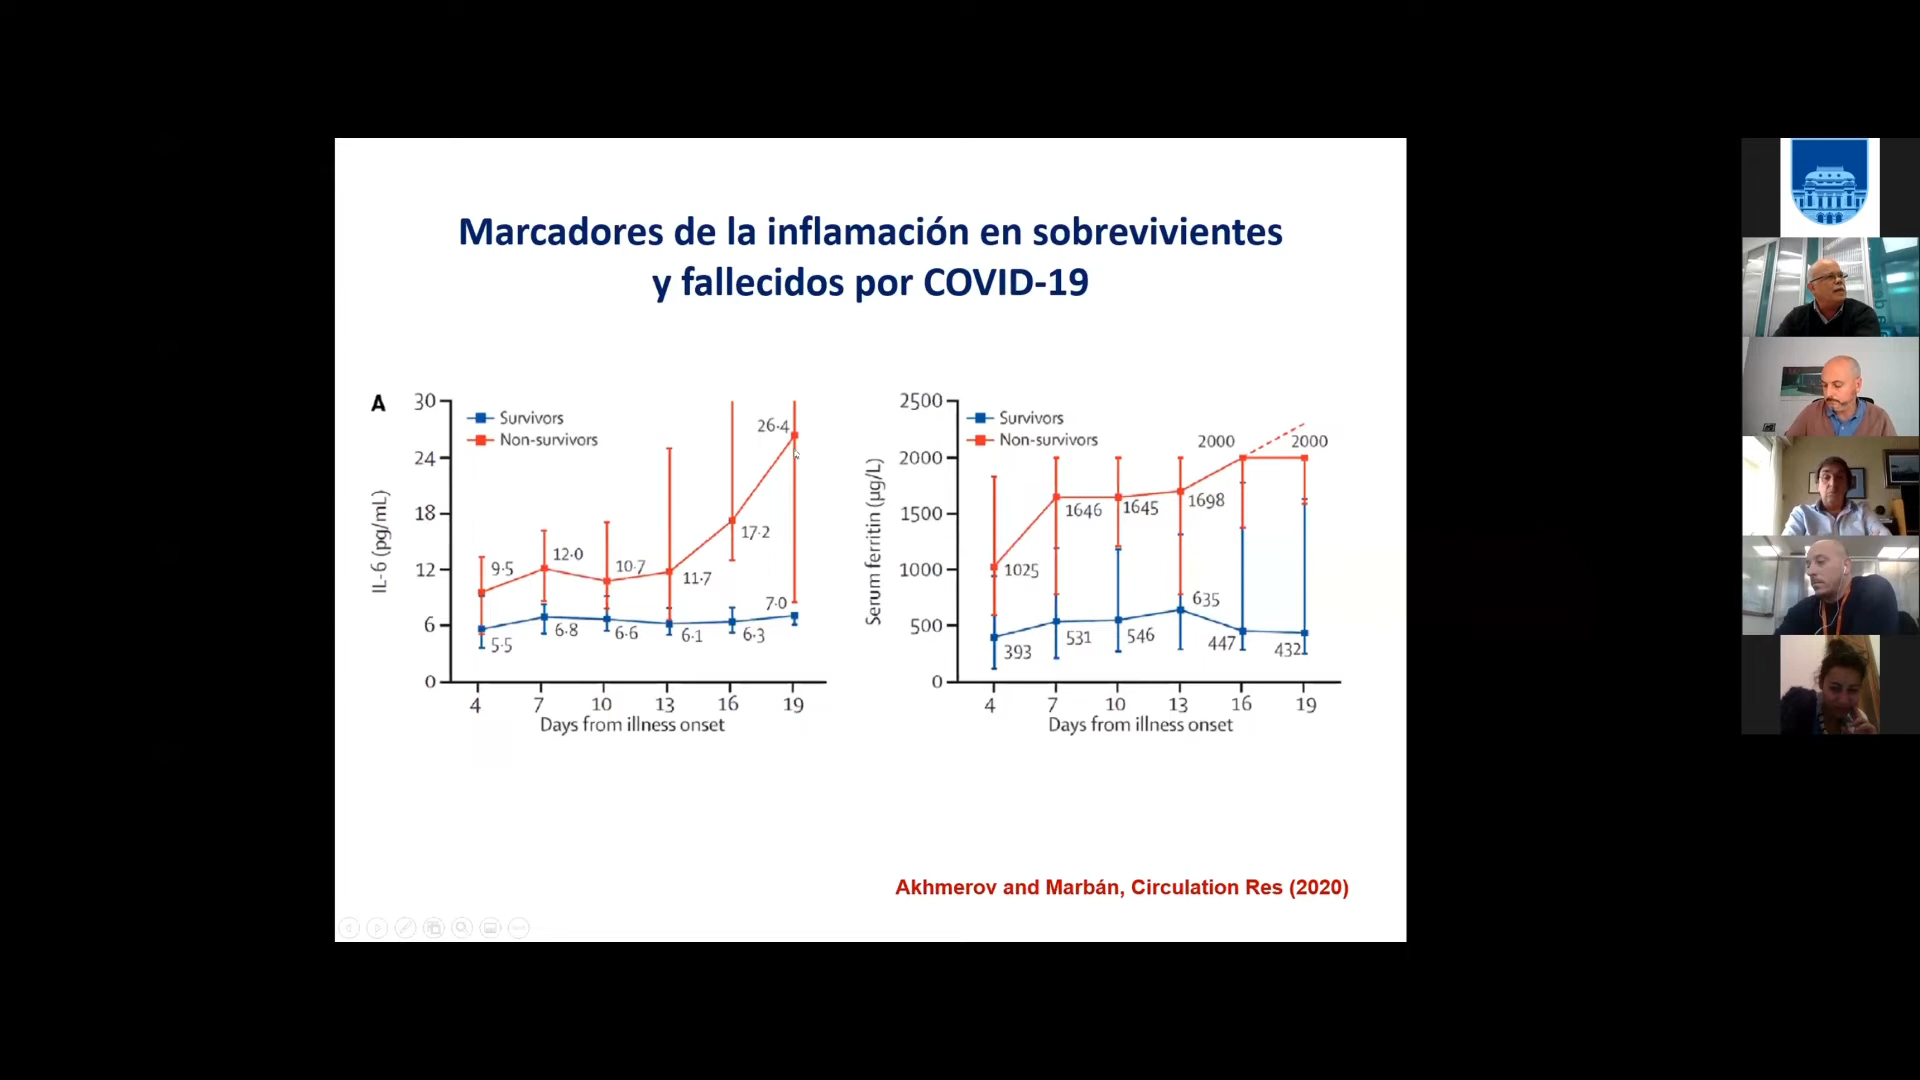 Marcadores de la inflamación en sobrevivientes
y fallecidos por COVID-19
A
IL-6 (pg/mL)
30
24
18
12
6
0
Survivors
Non-survivors
9·5
12·0
10·7
11·7
17·2
26·4
5·5
6·8
6·6
6·1
6·3
7·0
4 7 10 13 16 19
Days from illness onset
Serum ferritin (µg/L)
2500
2000
1500
1000
500
0
Survivors
Non-survivors
1025
1646
1645
1698
2000
2000
393
531
546
635
447
432
4 7 10 13 16 19
Days from illness onset
Akhmerov and Marbán, Circulation Res (2020)